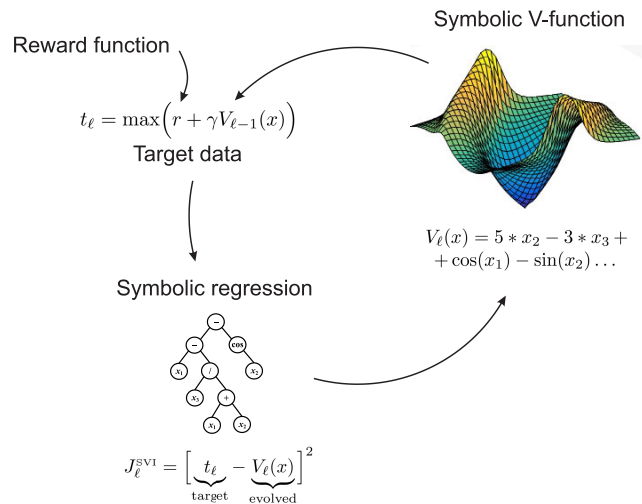 Symbolic V-function
Reward function
t_ℓ = max(r + γV_{ℓ−1}(x))
Target data
V_ℓ(x) = 5 * x_2 − 3 * x_3 +
+ cos(x_1) − sin(x_2) ...
Symbolic regression
−
− cos
x_1 / x_2
x_3 +
x_1 x_2
J_ℓ^{SVI} = [ t_ℓ − V_ℓ(x) ]^2
target evolved